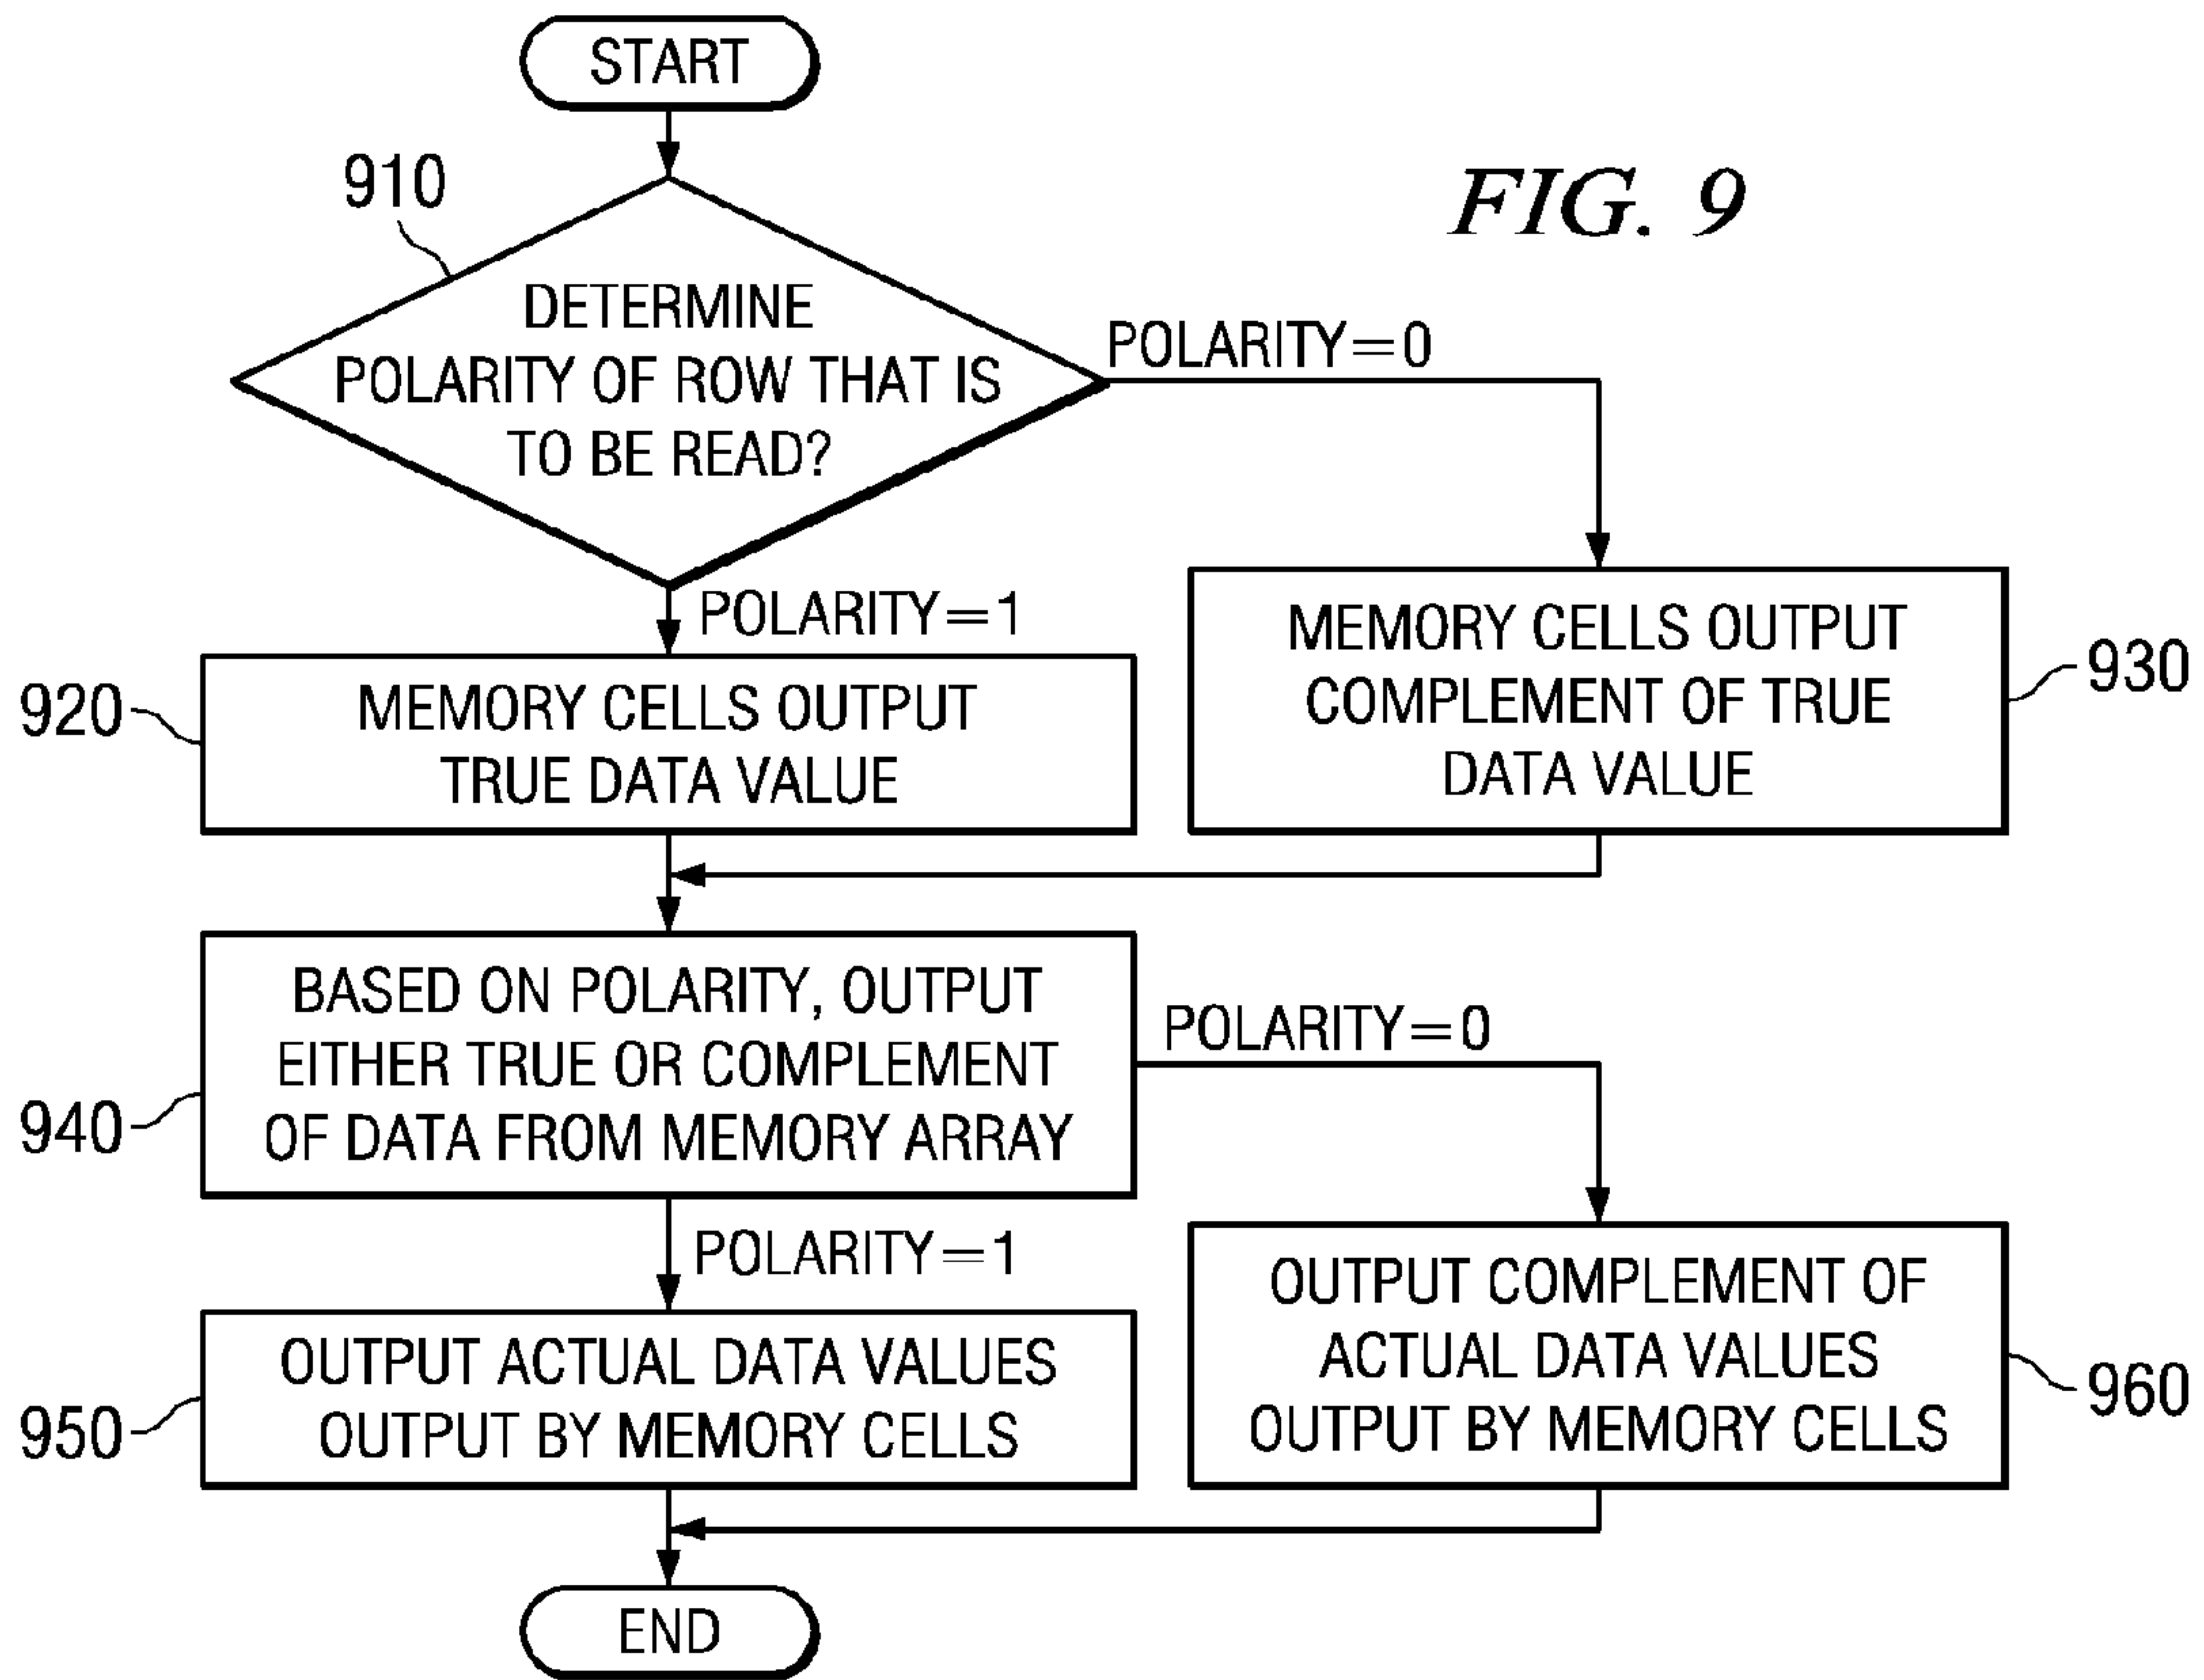 START
FIG. 9
910
DETERMINE
POLARITY OF ROW THAT IS
TO BE READ?
POLARITY=0
POLARITY=1
920
MEMORY CELLS OUTPUT
TRUE DATA VALUE
MEMORY CELLS OUTPUT
COMPLEMENT OF TRUE
DATA VALUE
930
940
BASED ON POLARITY, OUTPUT
EITHER TRUE OR COMPLEMENT
OF DATA FROM MEMORY ARRAY
POLARITY=0
POLARITY=1
950
OUTPUT ACTUAL DATA VALUES
OUTPUT BY MEMORY CELLS
OUTPUT COMPLEMENT OF
ACTUAL DATA VALUES
OUTPUT BY MEMORY CELLS
960
END